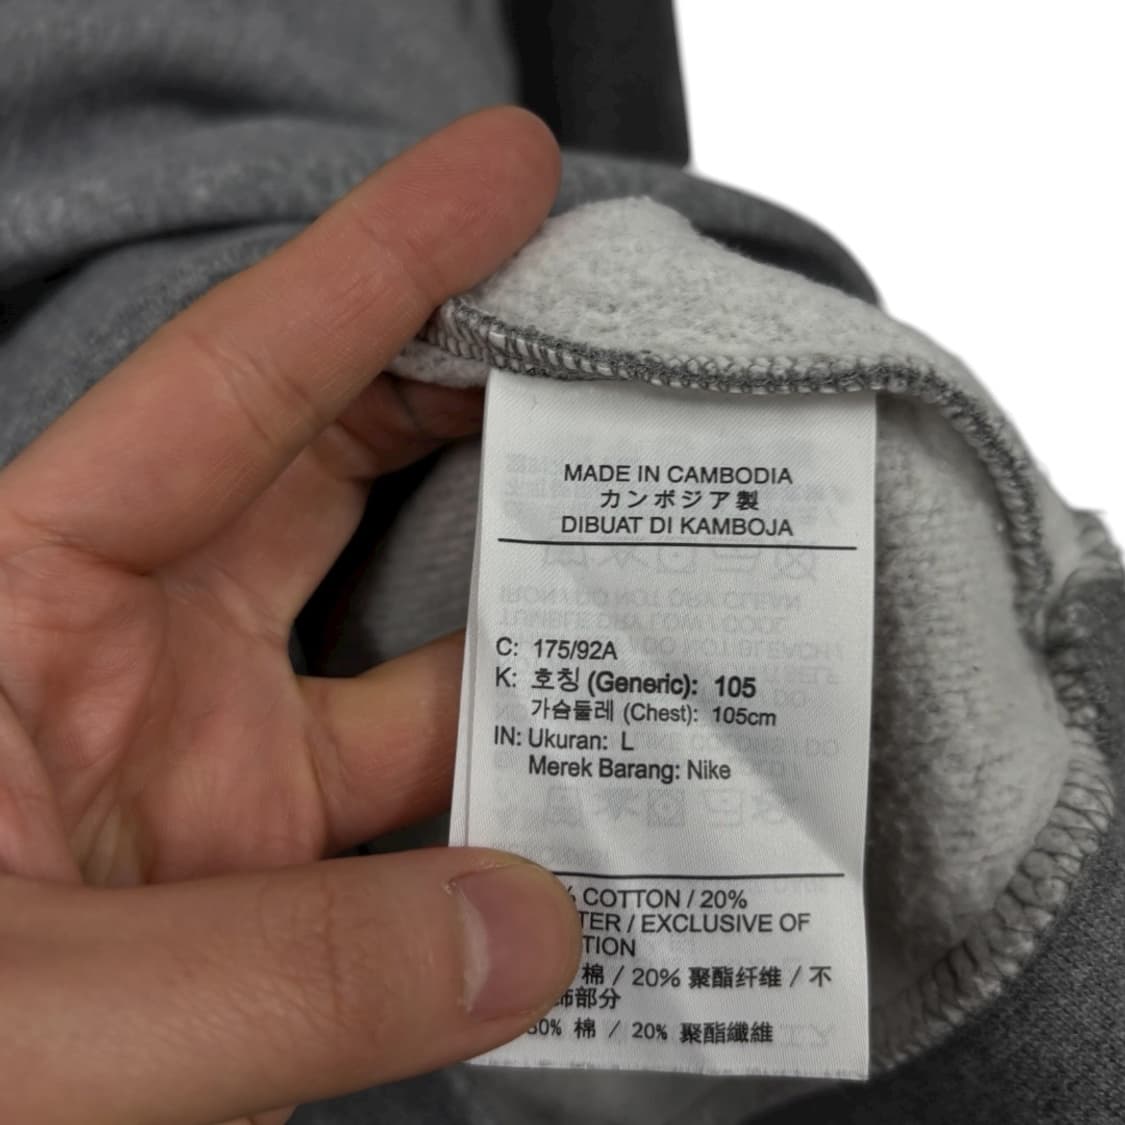 MADE IN CAMBODIA
カンボジア製
DIBUAT DI KAMBOJA
C: 175/92A
K: 호칭 (Generic): 105
가슴둘레 (Chest): 105cm
IN: Ukuran: L
Merek Barang: Nike
COTTON / 20%
/ EXCLUSIVE OF
棉 / 20% 聚酯纤维 / 不
部分
棉 / 20% 聚酯纖維